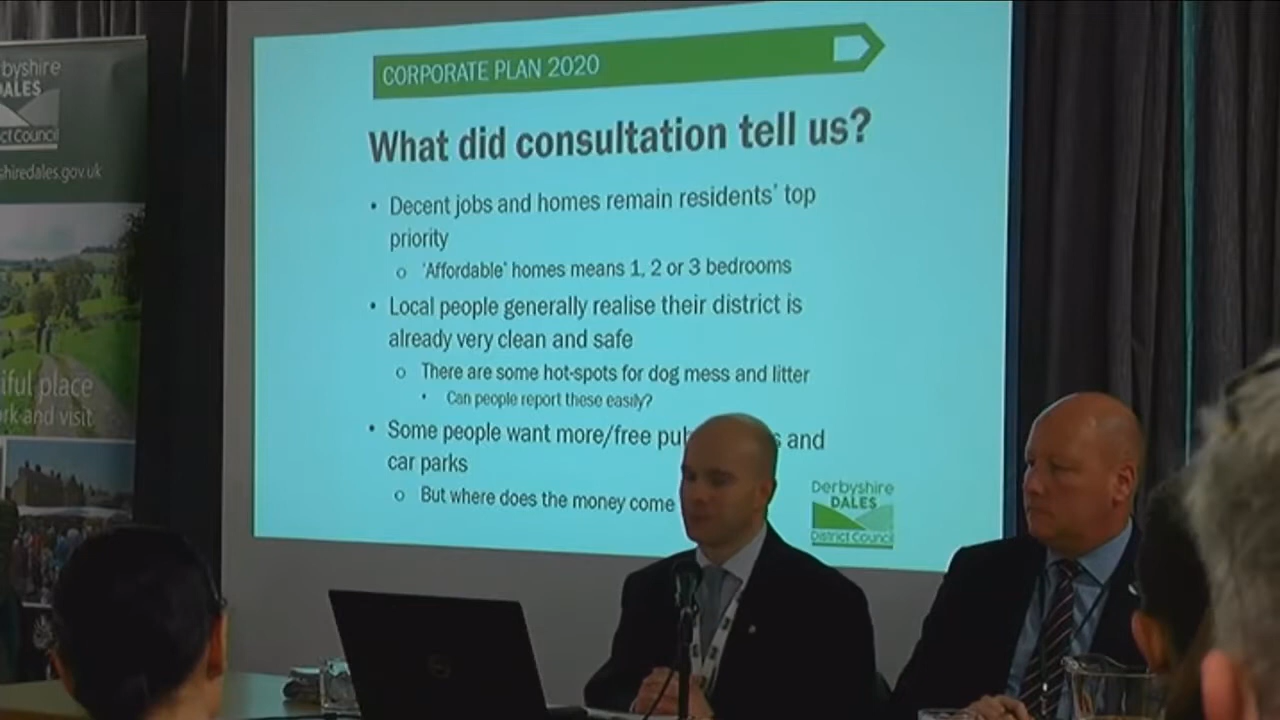 CORPORATE PLAN 2020
What did consultation tell us?
• Decent jobs and homes remain residents' top
priority
o 'Affordable' homes means 1, 2 or 3 bedrooms
• Local people generally realise their district is
already very clean and safe
o There are some hot-spots for dog mess and litter
• Can people report these easily?
• Some people want more/free and
car parks
o But where does the money come
Derbyshire
DALES
District Council
byshire
DALES
ct Council
shiredales.gov.uk
iful place
rk and visit